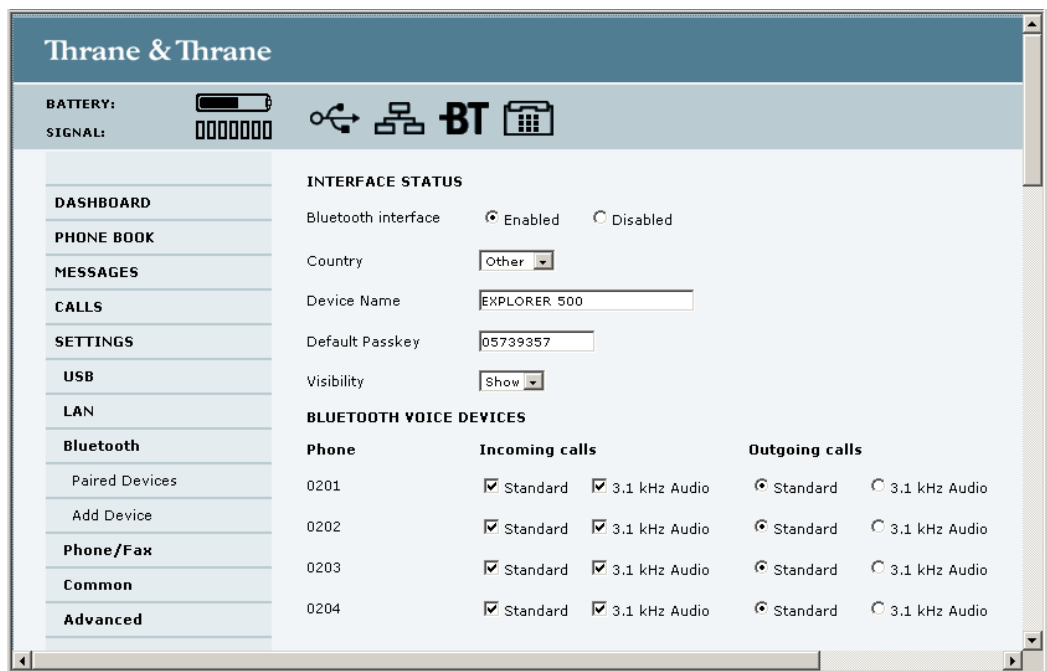 Thrane & Thrane
BATTERY:
SIGNAL:
BT
DASHBOARD
PHONE BOOK
MESSAGES
CALLS
SETTINGS
USB
LAN
Bluetooth
Paired Devices
Add Device
Phone/Fax
Common
Advanced
INTERFACE STATUS
Bluetooth interface Enabled Disabled
Country Other
Device Name EXPLORER 500
Default Passkey 05739357
Visibility Show
BLUETOOTH VOICE DEVICES
Phone Incoming calls Outgoing calls
0201 Standard 3.1 kHz Audio Standard 3.1 kHz Audio
0202 Standard 3.1 kHz Audio Standard 3.1 kHz Audio
0203 Standard 3.1 kHz Audio Standard 3.1 kHz Audio
0204 Standard 3.1 kHz Audio Standard 3.1 kHz Audio